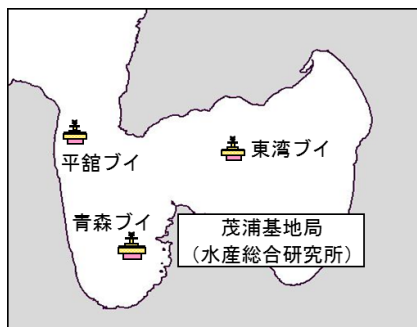 平舘ブイ
東湾ブイ
青森ブイ
茂浦基地局
（水産総合研究所）